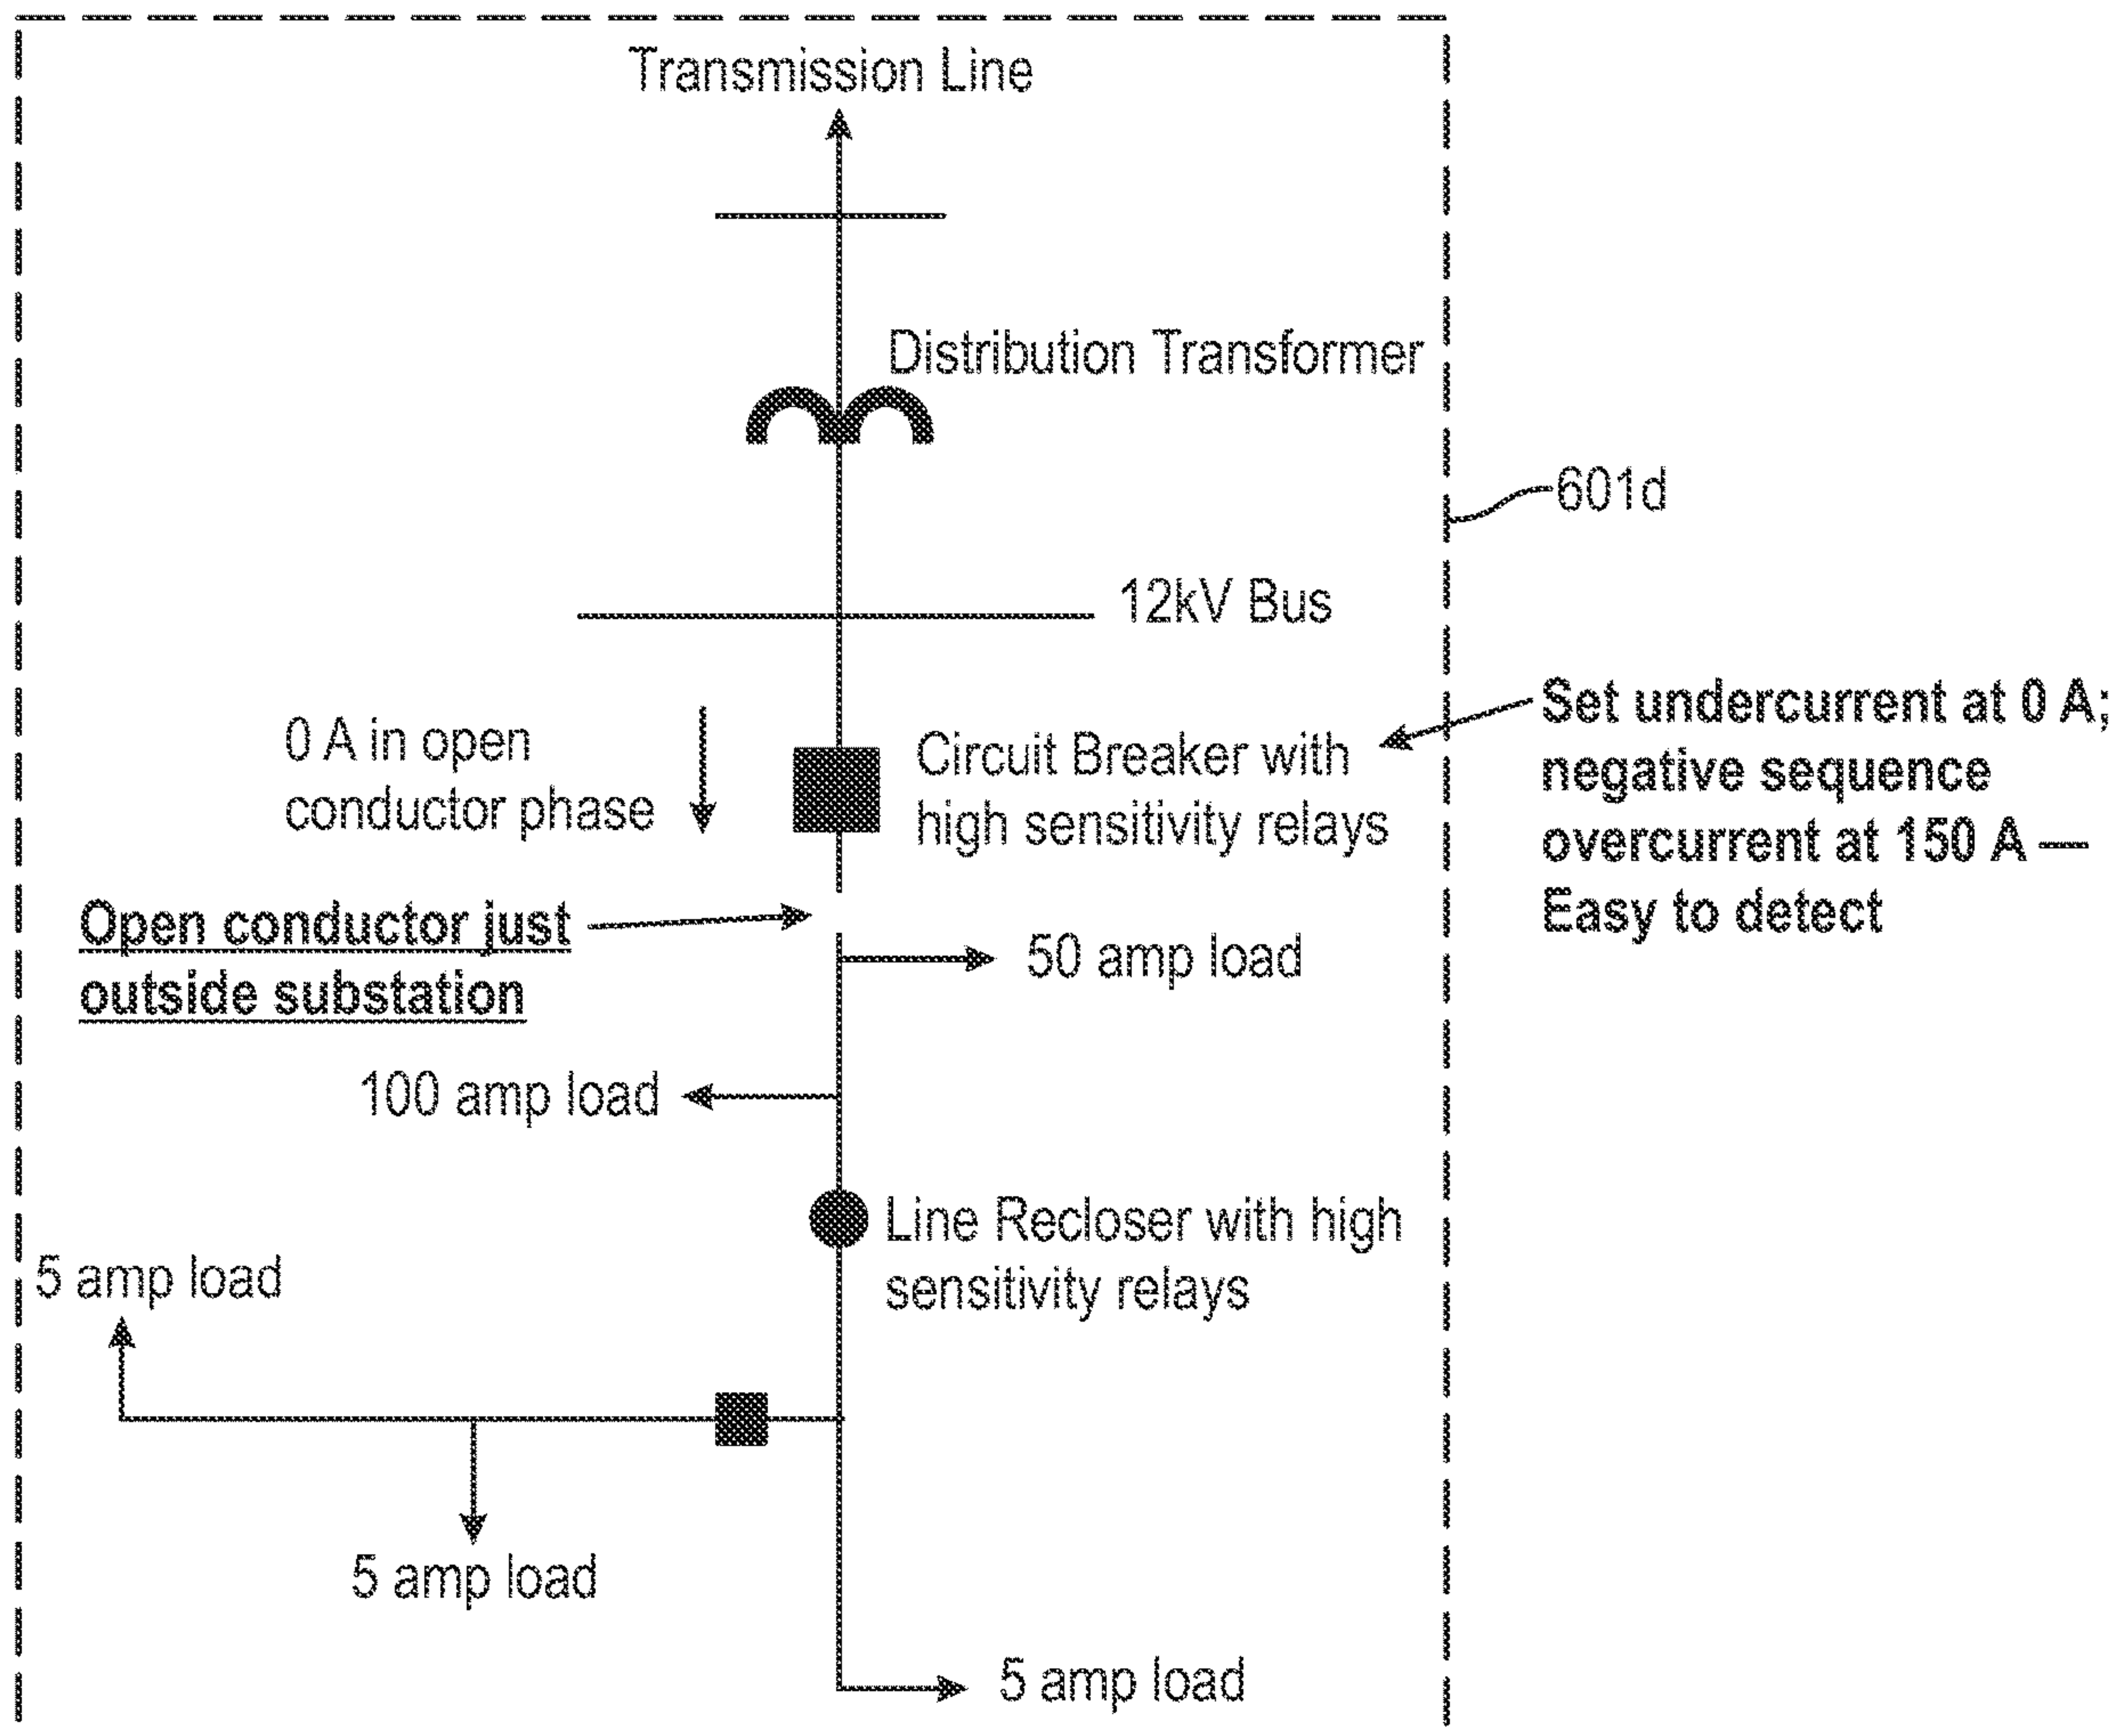 Transmission Line
Distribution Transformer
601d
12kV Bus
Set undercurrent at 0 A;
negative sequence
overcurrent at 150 A —
Easy to detect
0 A in open
conductor phase
Circuit Breaker with
high sensitivity relays
Open conductor just
outside substation
50 amp load
100 amp load
Line Recloser with high
sensitivity relays
5 amp load
5 amp load
5 amp load